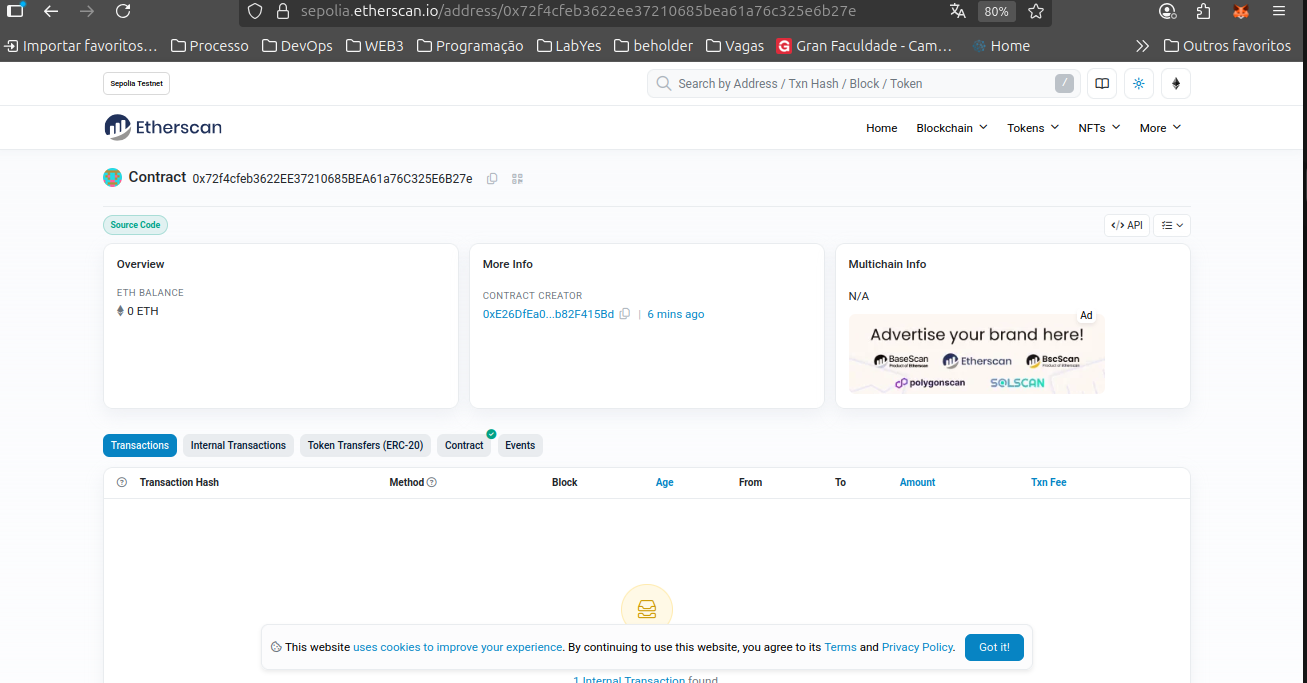 sepolia.etherscan.io/address/0x72f4cfeb3622ee37210685bea61a76c325e6b27e
80%
Importar favoritos…
Processo
DevOps
WEB3
Programação
LabYes
beholder
Vagas
G Gran Faculdade - Cam…
Home
Outros favoritos
Sepolia Testnet
Search by Address / Txn Hash / Block / Token
/
Etherscan
Home
Blockchain
Tokens
NFTs
More
Contract 0x72f4cfeb3622EE37210685BEA61a76C325E6B27e
Source Code
</> API
Overview
ETH BALANCE
0 ETH
More Info
CONTRACT CREATOR
0xE26DfEa0...b82F415Bd | 6 mins ago
Multichain Info
N/A
Ad
Advertise your brand here!
BaseScan
Product of Etherscan
Etherscan
BscScan
Product of Etherscan
polygonscan
SOLSCAN
Transactions
Internal Transactions
Token Transfers (ERC-20)
Contract
Events
Transaction Hash
Method
Block
Age
From
To
Amount
Txn Fee
This website uses cookies to improve your experience. By continuing to use this website, you agree to its Terms and Privacy Policy.
Got it!
1 Internal Transaction found